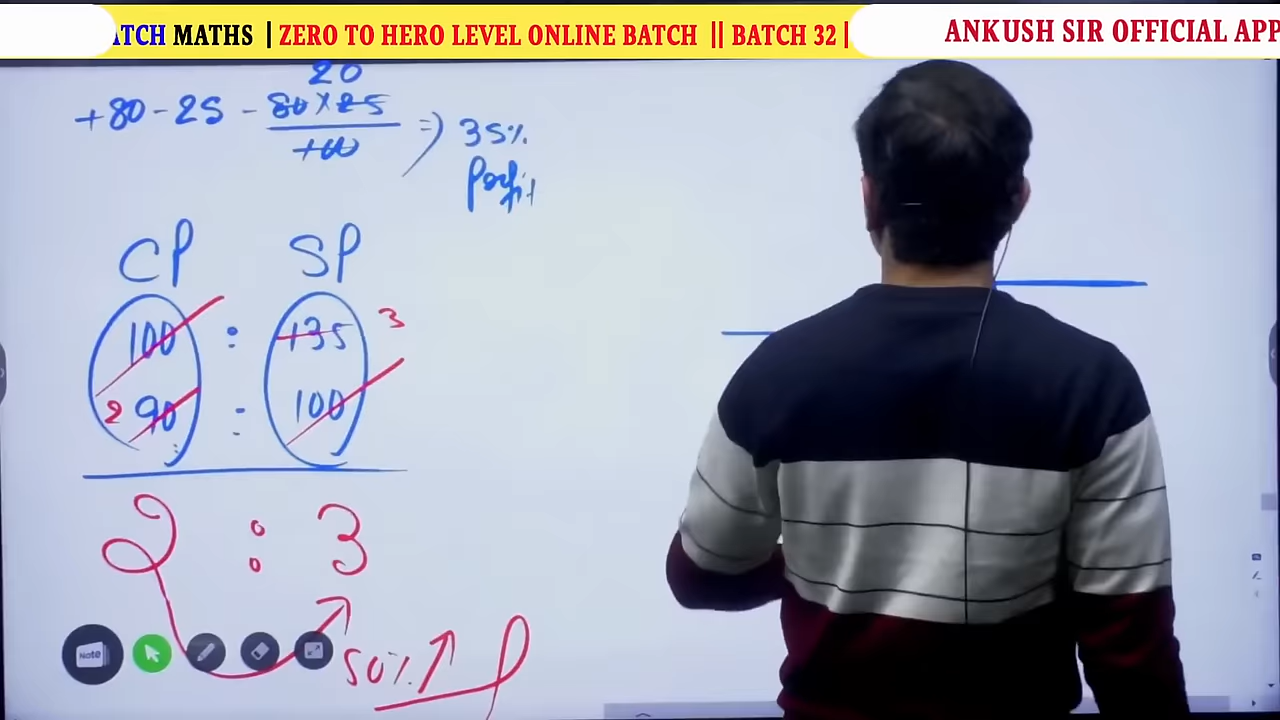 ATCH MATHS | ZERO TO HERO LEVEL ONLINE BATCH || BATCH 32 |
ANKUSH SIR OFFICIAL APP
20
+80 - 25 - 80 x 25 / 100 => 35%
Profit
CP SP
100 : 135 3
2 90 : 100
2 : 3
50% ↑ P
Note